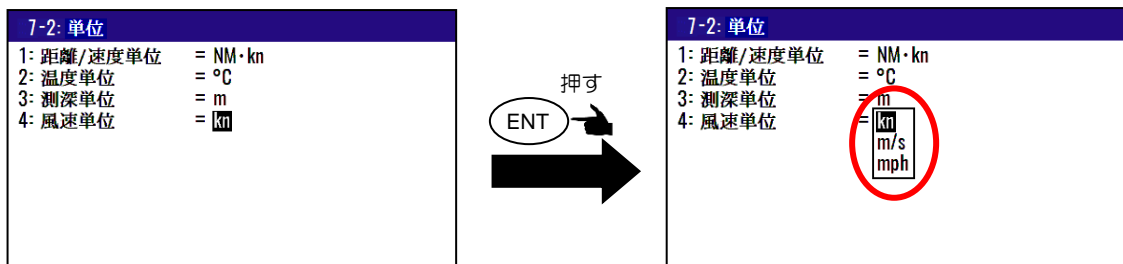 7-2: 単位
1: 距離/速度単位 = NM·kn
2: 温度単位 = °C
3: 測深単位 = m
4: 風速単位 = kn
押す
ENT
7-2: 単位
1: 距離/速度単位 = NM·kn
2: 温度単位 = °C
3: 測深単位 = m
4: 風速単位 = kn
m/s
mph